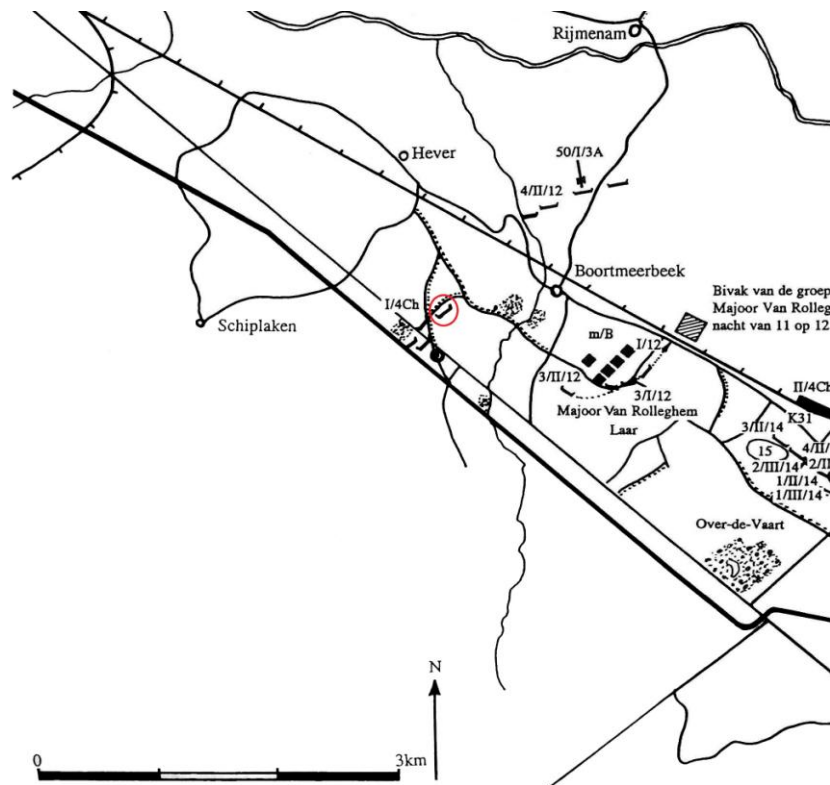 Rijmenam
Hever
50/I/3A
4/II/12
Boortmeerbeek
Bivak van de groep
Majoor Van Rolleg
nacht van 11 op 12
I/4Ch
Schiplaken
m/B
I/12
3/II/12
3/I/12
Majoor Van Rolleghem
Laar
II/4Ch
K31
3/II/14
15
4/II/
2/III/14
2/II
1/II/14
1/III/14
Over-de-Vaart
N
0
3km